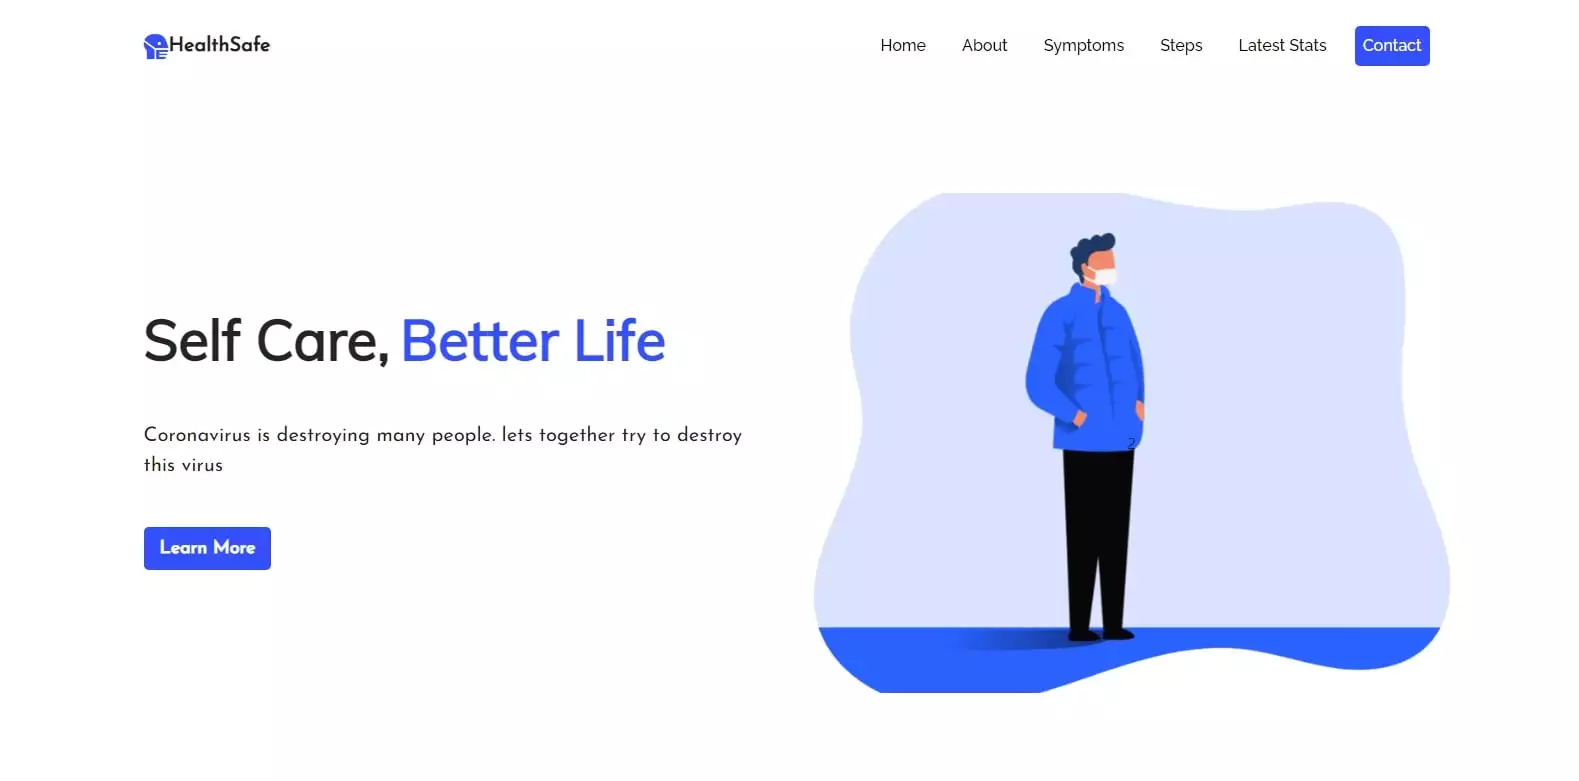 HealthSafe
Home About Symptoms Steps Latest Stats Contact
Self Care, Better Life
Coronavirus is destroying many people. lets together try to destroy
this virus
Learn More
2